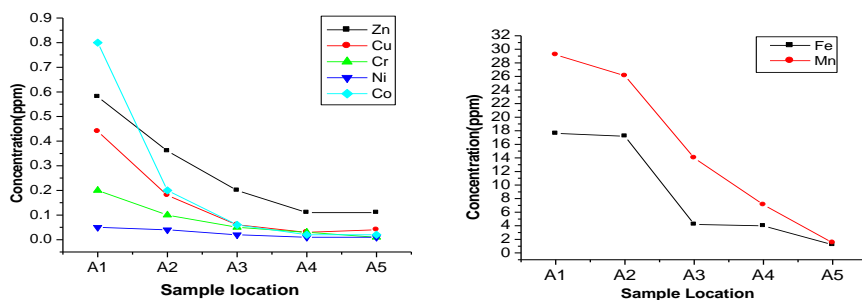 0.9
0.8
0.7
0.6
0.5
0.4
0.3
0.2
0.1
0.0
Concentration(ppm)
A1 A2 A3 A4 A5
Sample location
Zn
Cu
Cr
Ni
Co
32
30
28
26
24
22
20
18
16
14
12
10
8
6
4
2
0
Concentration(ppm)
A1 A2 A3 A4 A5
Sample Location
Fe
Mn